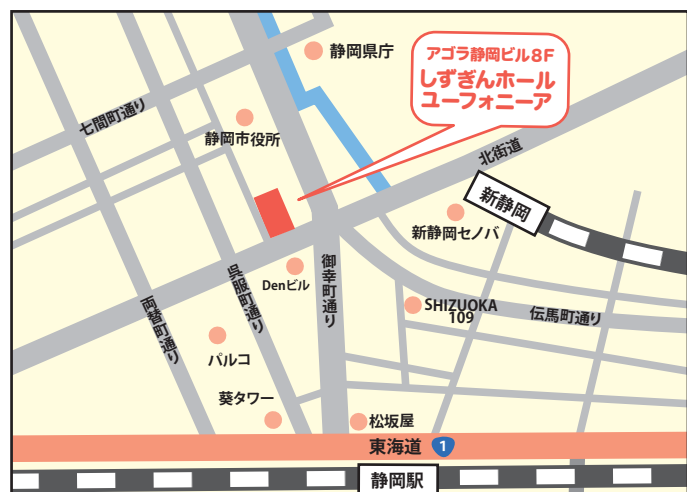 静岡県庁
アゴラ静岡ビル8F
しずぎんホール
ユーフォニーア
七間町通り
静岡市役所
北街道
新静岡
新静岡セノバ
御幸町通り
Denビル
呉服町通り
両替町通り
SHIZUOKA
109
伝馬町通り
パルコ
葵タワー
松坂屋
東海道 1
静岡駅